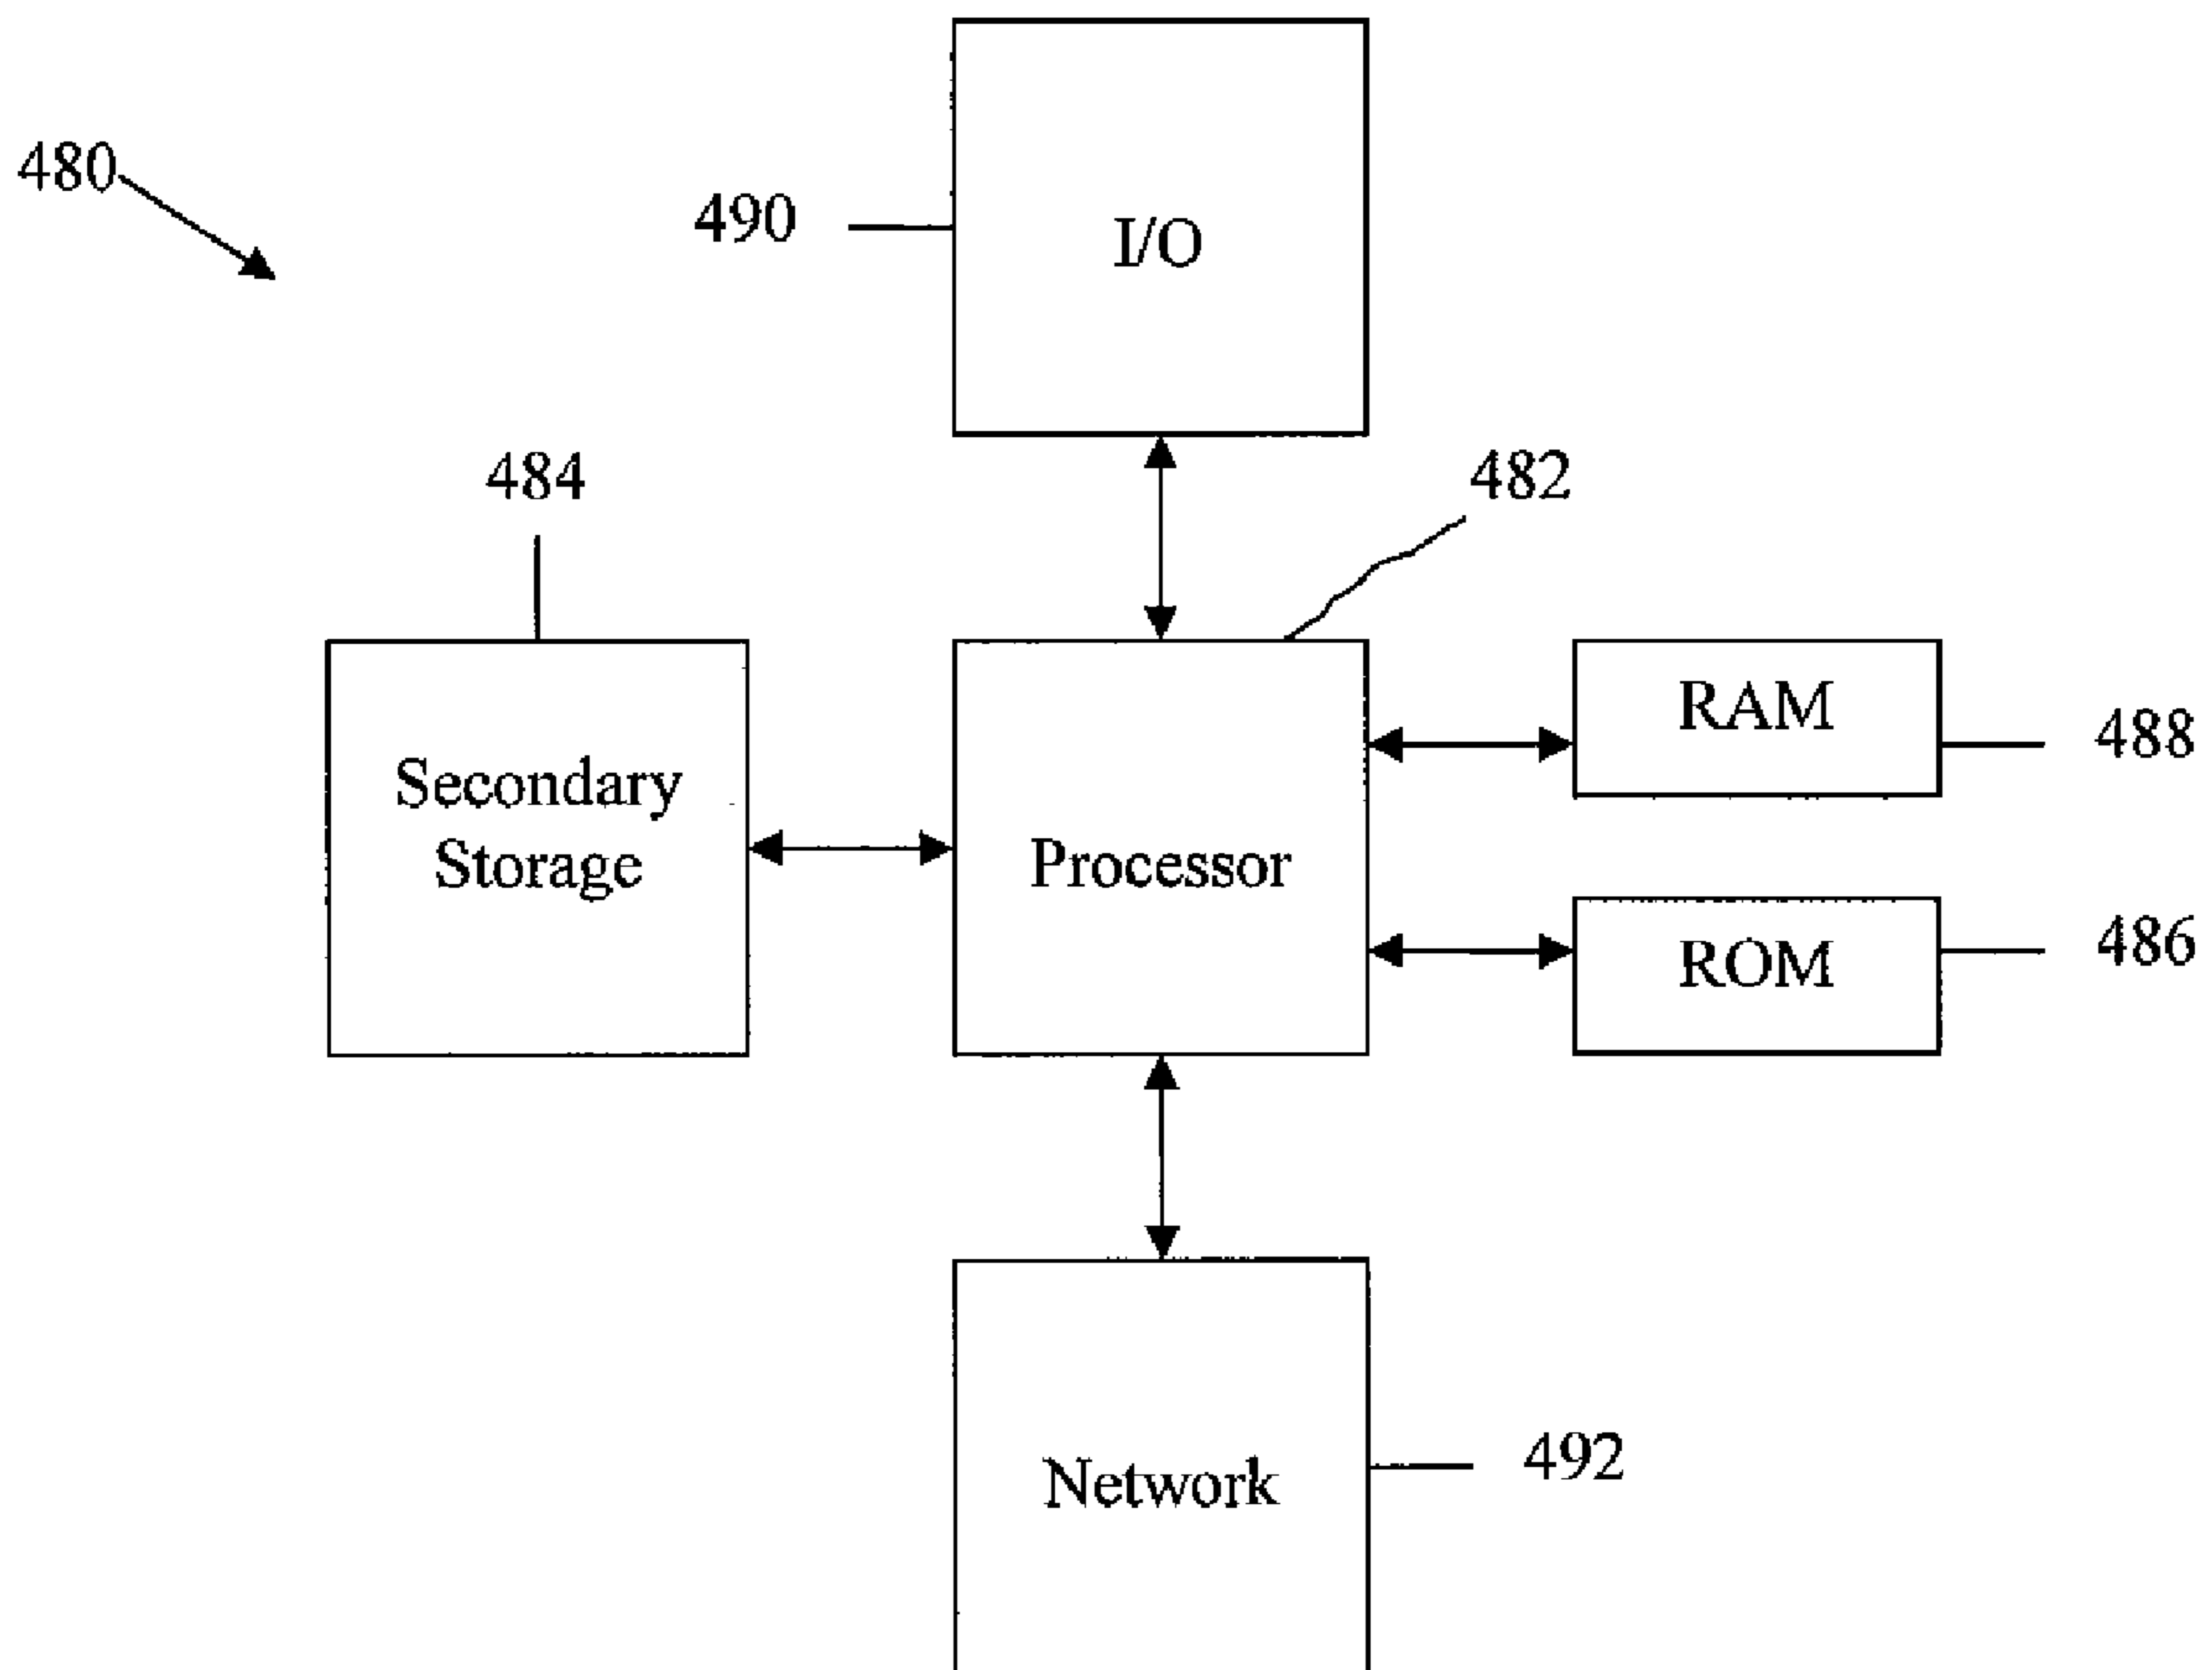 480
490
I/O
484
482
Secondary
Storage
Processor
RAM
488
ROM
486
Network
492